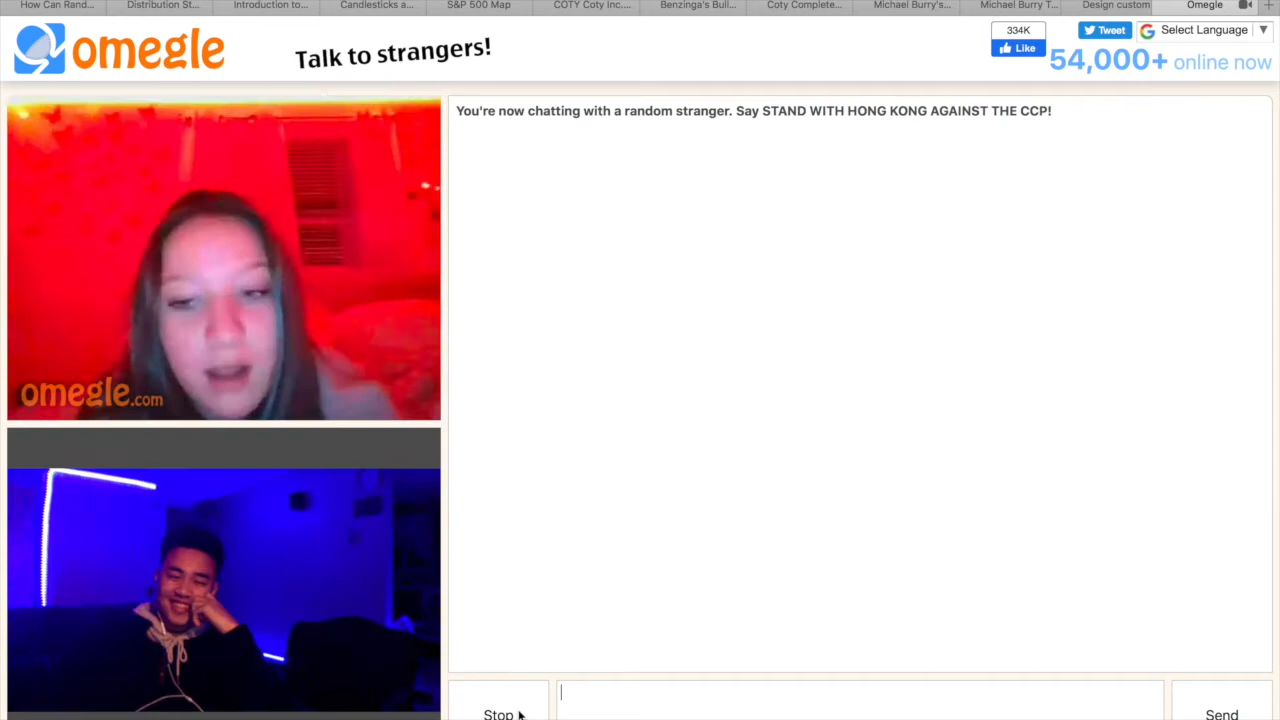 How Can Rand...
Distribution St...
Introduction to...
Candlesticks a...
S&P 500 Map
COTY Coty Inc....
Benzinga's Bull...
Coty Complete...
Michael Burry's...
Michael Burry T...
Design custom
Omegle
omegle
Talk to strangers!
334K
Like
Tweet
Select Language
54,000+ online now
You're now chatting with a random stranger. Say STAND WITH HONG KONG AGAINST THE CCP!
omegle.com
Stop
Send